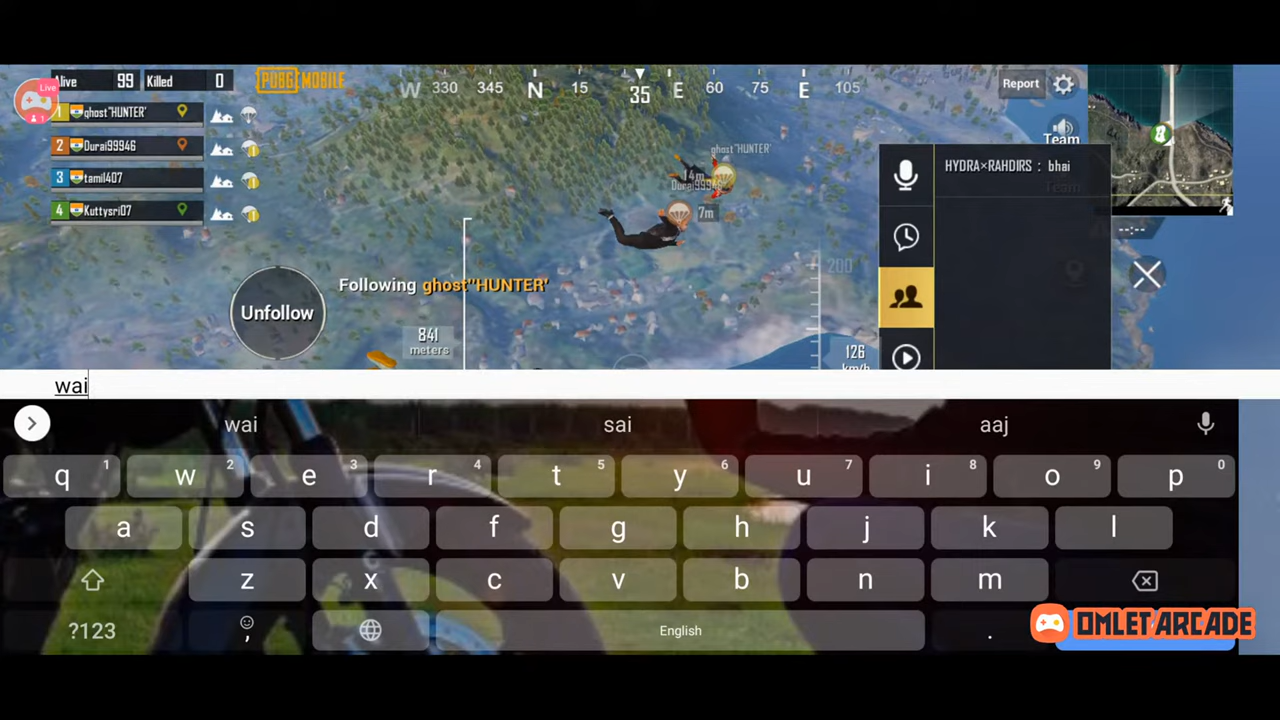 Live
Alive 99 Killed 0 PUBG MOBILE
W 330 345 N 15 35 E 60 75 E 105
Report
1 ghost"HUNTER'
2 Durai99946
3 tamil407
4 Kuttysri07
Team
ghost"HUNTER'
14m
Durai99946
7m
HYDRA×RAHDIRS : bhai
--:--
200
Unfollow
Following ghost"HUNTER'
841
meters
126
km/h
wai
wai sai aaj
q 1 w 2 e 3 r 4 t 5 y 6 u 7 i 8 o 9 p 0
a s d f g h j k l
z x c v b n m
?123 , English .
OMLET ARCADE